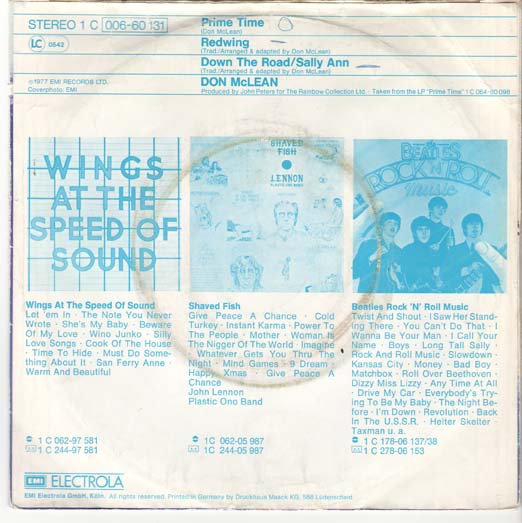 STEREO 1 C 006-60 131
LC 0542
℗1977 EMI RECORDS LTD.
Coverphoto: EMI
Prime Time
(Don McLean)
Redwing
(Trad./Arranged & adapted by Don McLean)
Down The Road/Sally Ann
(Trad./Arranged & adapted by Don McLean)
DON McLEAN
Produced by John Peters for The Rainbow Collection Ltd. · Taken from the LP "Prime Time" 1 C 064-60 098
WINGS
AT THE
SPEED OF
SOUND
SHAVED
FISH
LENNON
PLASTIC ONO BAND
BEATLES
ROCK 'N' ROLL
Music
Wings At The Speed Of Sound
Let 'em In · The Note You Never
Wrote · She's My Baby · Beware
Of My Love · Wino Junko · Silly
Love Songs · Cook Of The House
· Time To Hide · Must Do Some-
thing About It · San Ferry Anne ·
Warm And Beautiful
1 C 062-97 581
1 C 244-97 581
Shaved Fish
Give Peace A Chance · Cold
Turkey · Instant Karma · Power To
The People · Mother · Woman Is
The Nigger Of The World · Imagine
· Whatever Gets You Thru The
Night · Mind Games · 9 Dream ·
Happy Xmas · Give Peace A
Chance
John Lennon
Plastic Ono Band
1 C 062-05 987
1 C 244-05 987
Beatles Rock 'N' Roll Music
Twist And Shout · I Saw Her Stand-
ing There · You Can't Do That · I
Wanna Be Your Man · I Call Your
Name · Boys · Long Tall Sally ·
Rock And Roll Music · Slowdown ·
Kansas City · Money · Bad Boy ·
Matchbox · Roll Over Beethoven ·
Dizzy Miss Lizzy · Any Time At All
· Drive My Car · Everybody's Try-
ing To Be My Baby · The Night Be-
fore · I'm Down · Revolution · Back
In The U.S.S.R. · Helter Skelter ·
Taxman u. a.
1 C 178-06 137/38
1 C 278-06 153
EMI ELECTROLA
EMI Electrola GmbH, Köln. All rights reserved. Printed in Germany by Druckhaus Maack KG, 588 Lüdenscheid